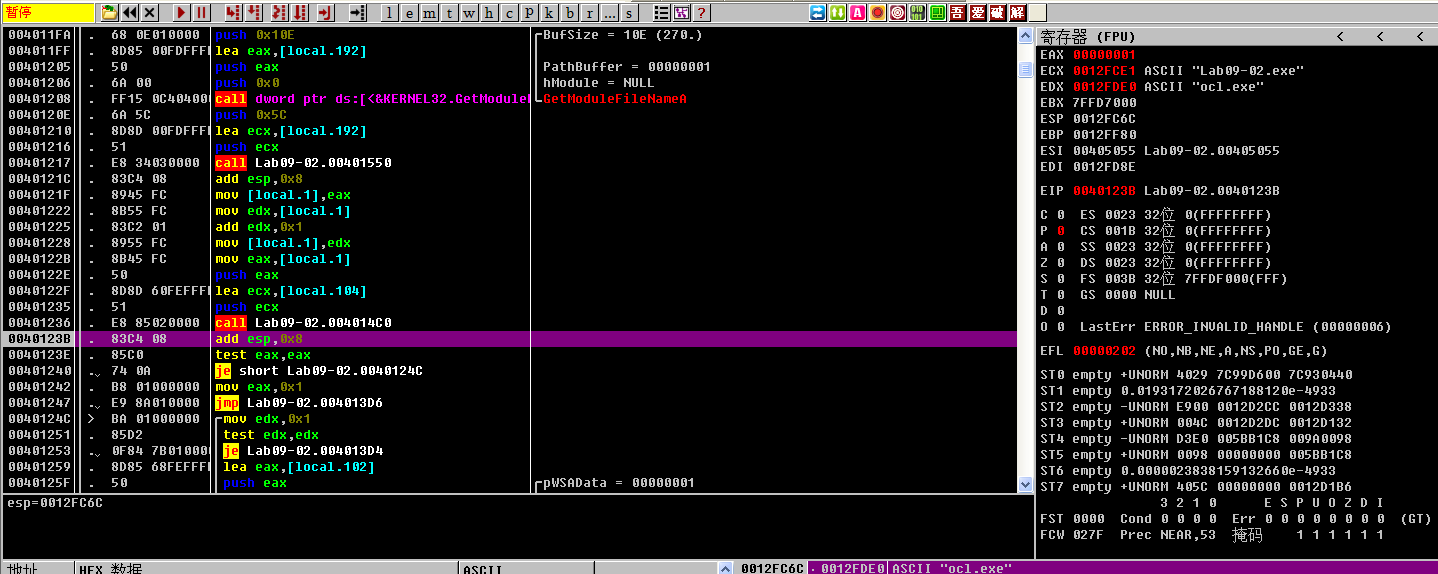 暂停 l e m t w h c p k b r ... s ? A 吾 爱 破 解
004011FA . 68 0E010000 push 0x10E BufSize = 10E (270.)
004011FF . 8D85 00FDFFFF lea eax,[local.192]
00401205 . 50 push eax PathBuffer = 00000001
00401206 . 6A 00 push 0x0 hModule = NULL
00401208 . FF15 0C40400 call dword ptr ds:[<&KERNEL32.GetModule GetModuleFileNameA
0040120E . 6A 5C push 0x5C
00401210 . 8D8D 00FDFFF lea ecx,[local.192]
00401216 . 51 push ecx
00401217 . E8 34030000 call Lab09-02.00401550
0040121C . 83C4 08 add esp,0x8
0040121F . 8945 FC mov [local.1],eax
00401222 . 8B55 FC mov edx,[local.1]
00401225 . 83C2 01 add edx,0x1
00401228 . 8955 FC mov [local.1],edx
0040122B . 8B45 FC mov eax,[local.1]
0040122E . 50 push eax
0040122F . 8D8D 60FEFFF lea ecx,[local.104]
00401235 . 51 push ecx
00401236 . E8 85020000 call Lab09-02.004014C0
0040123B . 83C4 08 add esp,0x8
0040123E . 85C0 test eax,eax
00401240 . 74 0A je short Lab09-02.0040124C
00401242 . B8 01000000 mov eax,0x1
00401247 . E9 8A010000 jmp Lab09-02.004013D6
0040124C > BA 01000000 mov edx,0x1
00401251 . 85D2 test edx,edx
00401253 . 0F84 7B01000 je Lab09-02.004013D4
00401259 . 8D85 68FEFFF lea eax,[local.102]
0040125F . 50 push eax pWSAData = 00000001
esp=0012FC6C
寄存器 (FPU) < < <
EAX 00000001
ECX 0012FCE1 ASCII "Lab09-02.exe"
EDX 0012FDE0 ASCII "ocl.exe"
EBX 7FFD7000
ESP 0012FC6C
EBP 0012FF80
ESI 00405055 Lab09-02.00405055
EDI 0012FD8E
EIP 0040123B Lab09-02.0040123B
C 0 ES 0023 32位 0(FFFFFFFF)
P 0 CS 001B 32位 0(FFFFFFFF)
A 0 SS 0023 32位 0(FFFFFFFF)
Z 0 DS 0023 32位 0(FFFFFFFF)
S 0 FS 003B 32位 7FFDF000(FFF)
T 0 GS 0000 NULL
D 0
O 0 LastErr ERROR_INVALID_HANDLE (00000006)
EFL 00000202 (NO,NB,NE,A,NS,PO,GE,G)
ST0 empty +UNORM 4029 7C99D600 7C930440
ST1 empty 0.0193172026767188120e-4933
ST2 empty -UNORM E900 0012D2CC 0012D338
ST3 empty +UNORM 004C 0012D2DC 0012D132
ST4 empty -UNORM D3E0 005BB1C8 009A0098
ST5 empty +UNORM 0098 00000000 005BB1C8
ST6 empty 0.0000023838159132660e-4933
ST7 empty +UNORM 405C 00000000 0012D1B6
3 2 1 0 E S P U O Z D I
FST 0000 Cond 0 0 0 0 Err 0 0 0 0 0 0 0 0 (GT)
FCW 027F Prec NEAR,53 掩码 1 1 1 1 1 1
地址 HEX 数据 ASCII 0012FC6C 0012FDE0 ASCII "ocl.exe"